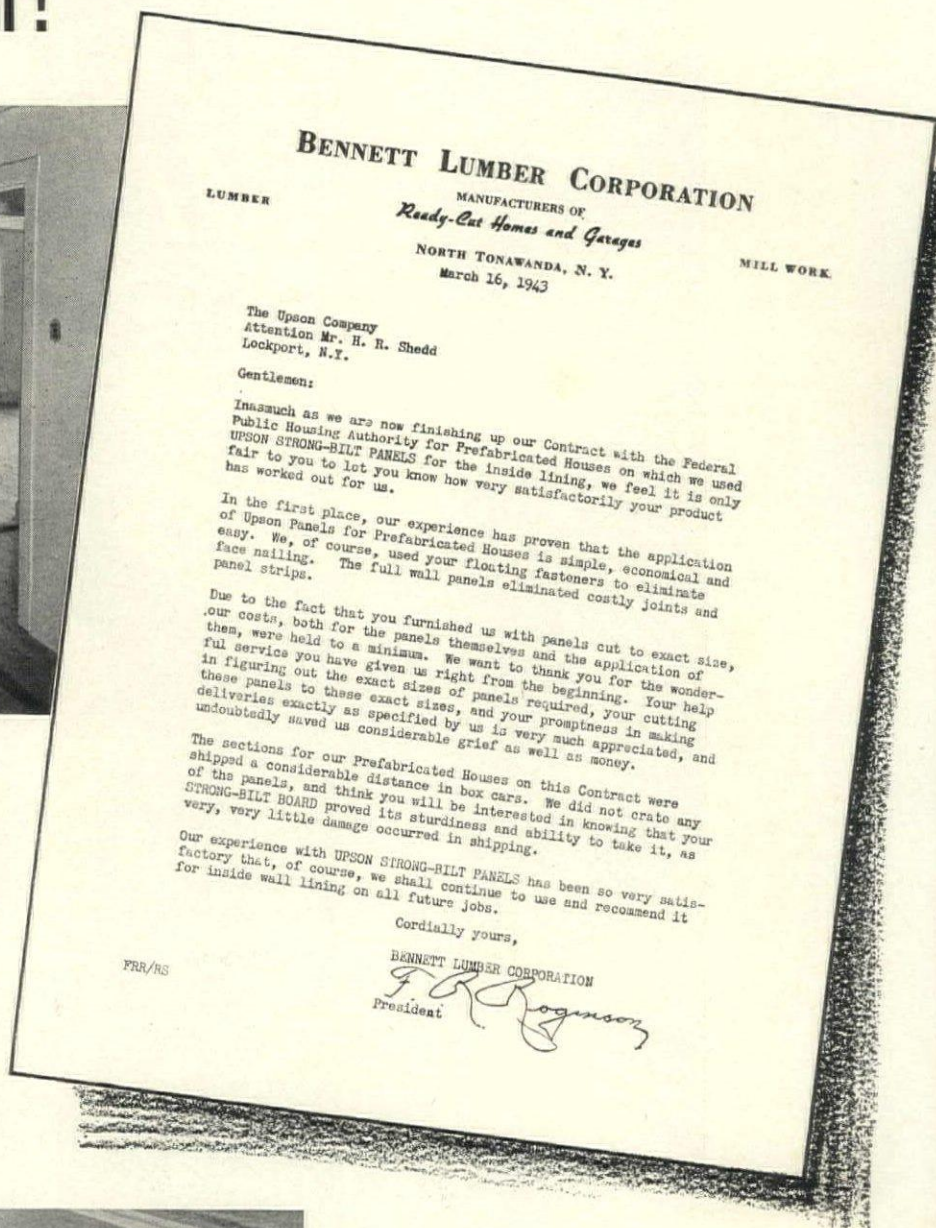 BENNETT LUMBER CORPORATION
LUMBER
MANUFACTURERS OF
Ready-Cut Homes and Garages
MILL WORK
NORTH TONAWANDA, N. Y.
March 16, 1943
The Upson Company
Attention Mr. H. R. Shedd
Lockport, N.Y.
Gentlemen:
Inasmuch as we are now finishing up our Contract with the Federal
Public Housing Authority for Prefabricated Houses on which we used
UPSON STRONG-BILT PANELS for the inside lining, we feel it is only
fair to you to let you know how very satisfactorily your product
has worked out for us.
In the first place, our experience has proven that the application
of Upson Panels for Prefabricated Houses is simple, economical and
easy. We, of course, used your floating fasteners to eliminate
face nailing. The full wall panels eliminated costly joints and
panel strips.
Due to the fact that you furnished us with panels cut to exact size,
our costs, both for the panels themselves and the application of
them, were held to a minimum. We want to thank you for the wonder-
ful service you have given us right from the beginning. Your help
in figuring out the exact sizes of panels required, your cutting
these panels to these exact sizes, and your promptness in making
deliveries exactly as specified by us is very much appreciated, and
undoubtedly saved us considerable grief as well as money.
The sections for our Prefabricated Houses on this Contract were
shipped a considerable distance in box cars. We did not crate any
of the panels, and think you will be interested in knowing that your
STRONG-BILT BOARD proved its sturdiness and ability to take it, as
very, very little damage occurred in shipping.
Our experience with UPSON STRONG-BILT PANELS has been so very satis-
factory that, of course, we shall continue to use and recommend it
for inside wall lining on all future jobs.
Cordially yours,
BENNETT LUMBER CORPORATION
President
FRR/RS